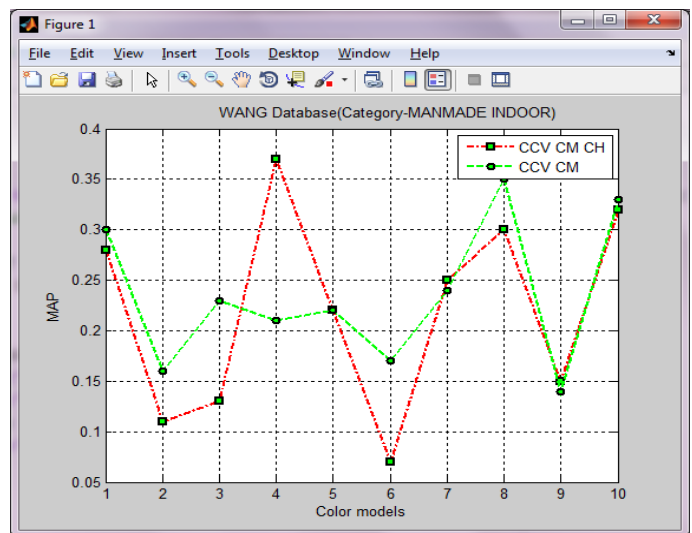 Figure 1
File Edit View Insert Tools Desktop Window Help
WANG Database(Category-MANMADE INDOOR)
CCV CM CH
CCV CM
0.4
0.35
0.3
0.25
0.2
0.15
0.1
0.05
MAP
1 2 3 4 5 6 7 8 9 10
Color models